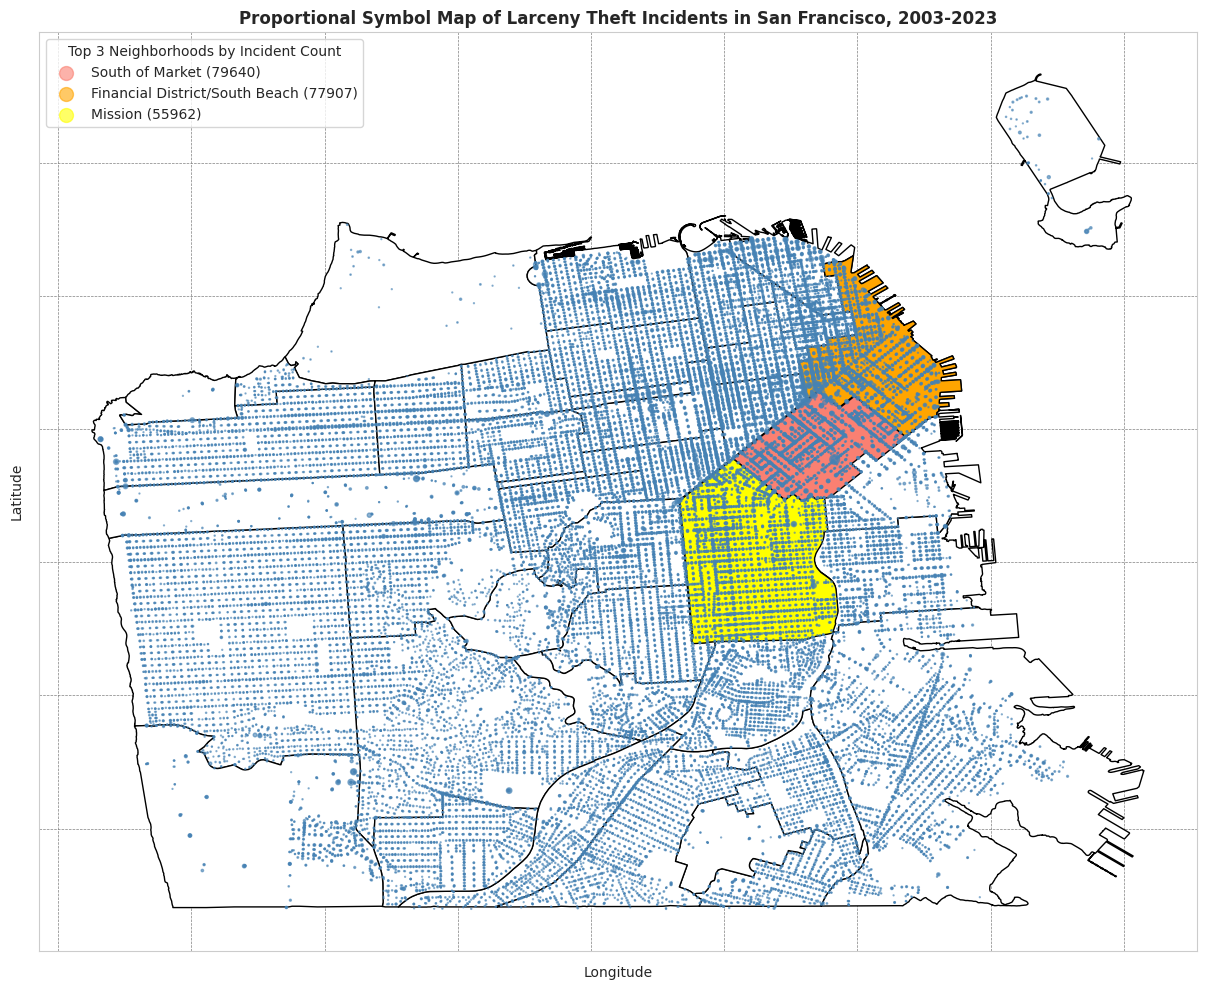 Proportional Symbol Map of Larceny Theft Incidents in San Francisco, 2003-2023
Top 3 Neighborhoods by Incident Count
South of Market (79640)
Financial District/South Beach (77907)
Mission (55962)
Latitude
Longitude